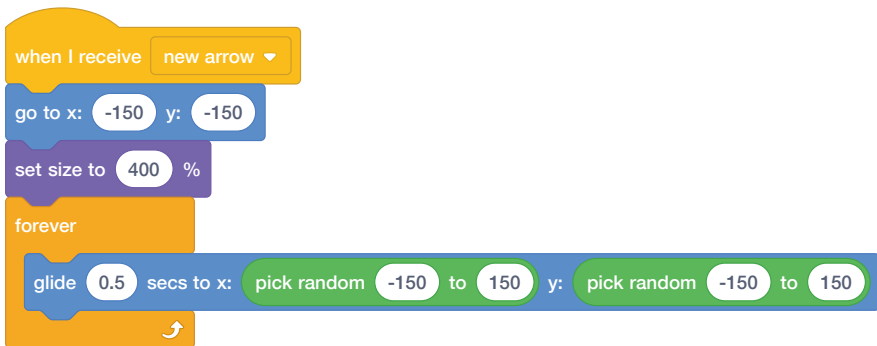 when I receive new arrow
go to x: -150 y: -150
set size to 400 %
forever
glide 0.5 secs to x: pick random -150 to 150 y: pick random -150 to 150